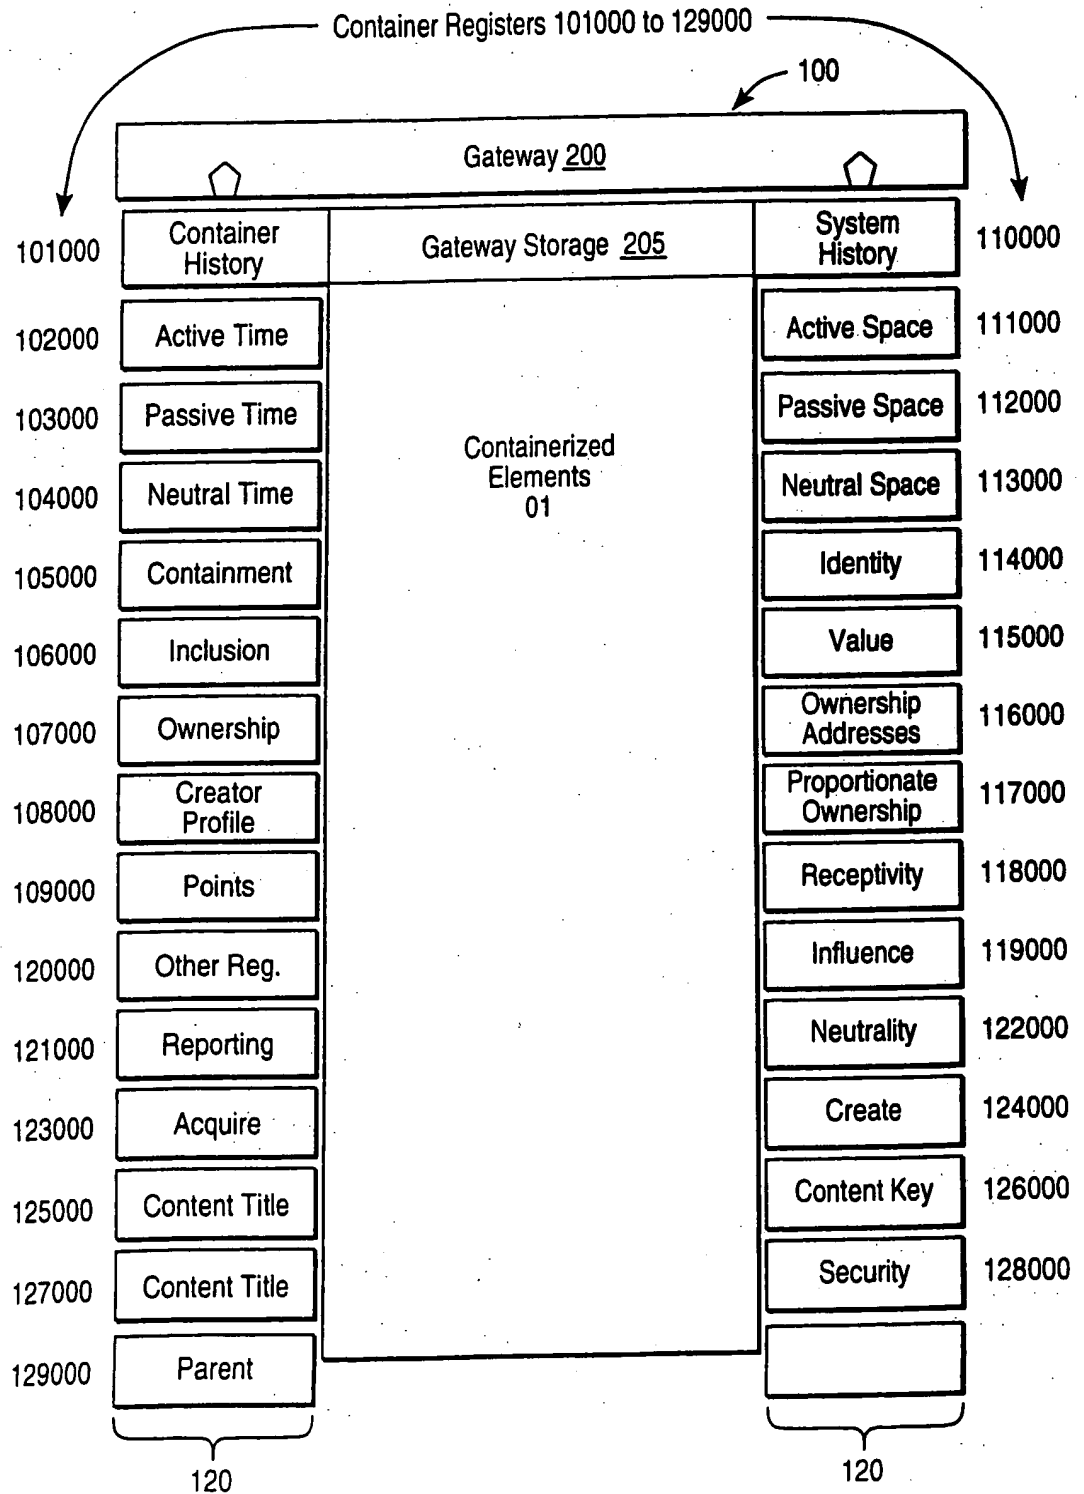 Container Registers 101000 to 129000
100
Gateway 200
101000
Container
History
Gateway Storage 205
System
History
110000
102000
Active Time
Active Space
111000
103000
Passive Time
Passive Space
112000
Containerized
Elements
01
104000
Neutral Time
Neutral Space
113000
105000
Containment
Identity
114000
106000
Inclusion
Value
115000
107000
Ownership
Ownership
Addresses
116000
108000
Creator
Profile
Proportionate
Ownership
117000
109000
Points
Receptivity
118000
120000
Other Reg.
Influence
119000
121000
Reporting
Neutrality
122000
123000
Acquire
Create
124000
125000
Content Title
Content Key
126000
127000
Content Title
Security
128000
129000
Parent
120
120